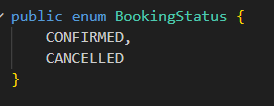 public enum BookingStatus {
    CONFIRMED,
    CANCELLED
}